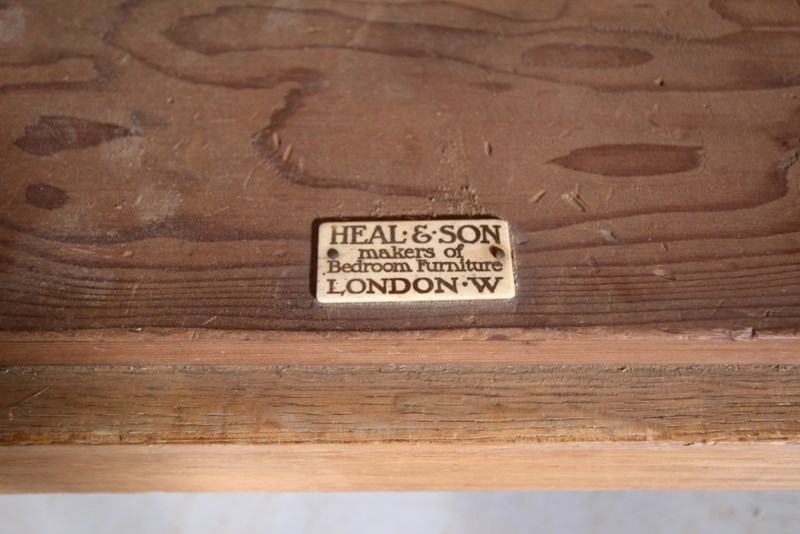 HEAL·&·SON
makers of
Bedroom Furniture
LONDON·W